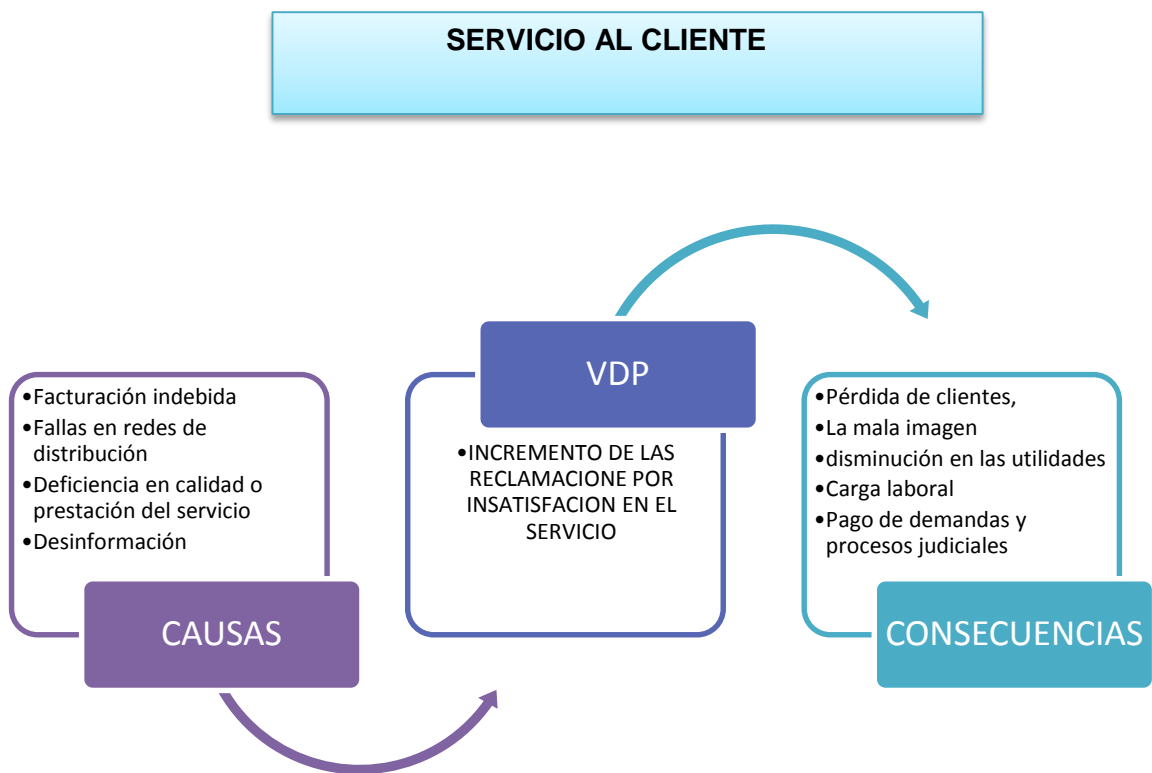 SERVICIO AL CLIENTE
•Facturación indebida
•Fallas en redes de
distribución
•Deficiencia en calidad o
prestación del servicio
•Desinformación
CAUSAS
VDP
•INCREMENTO DE LAS
RECLAMACIONE POR
INSATISFACION EN EL
SERVICIO
•Pérdida de clientes,
•La mala imagen
•disminución en las utilidades
•Carga laboral
•Pago de demandas y
procesos judiciales
CONSECUENCIAS